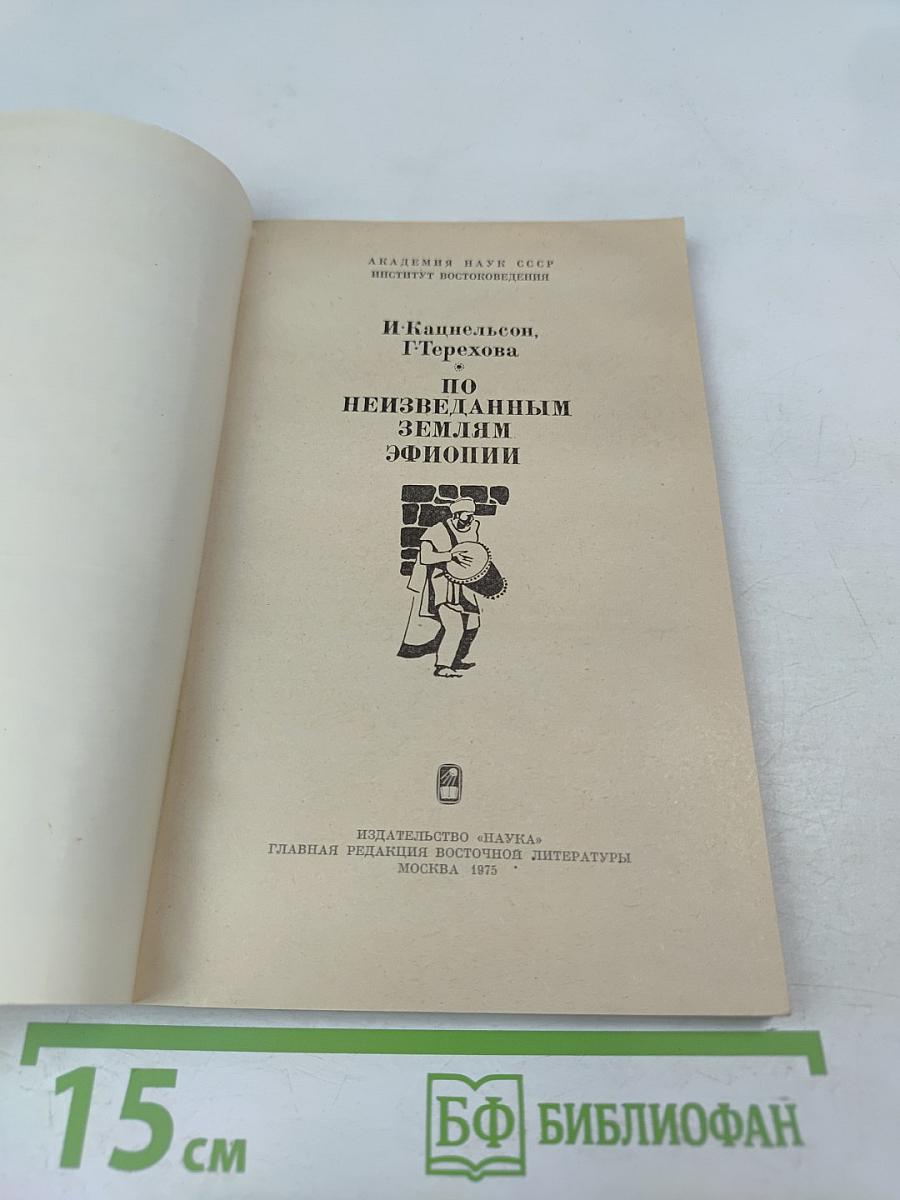 АКАДЕМИЯ НАУК СССР
ИНСТИТУТ ВОСТОКОВЕДЕНИЯ
И·Кацнельсон,
Г·Терехова
ПО
НЕИЗВЕДАННЫМ
ЗЕМЛЯМ
ЭФИОПИИ
ИЗДАТЕЛЬСТВО «НАУКА»
ГЛАВНАЯ РЕДАКЦИЯ ВОСТОЧНОЙ ЛИТЕРАТУРЫ
МОСКВА 1975
15 см
БФ БИБЛИОФАН